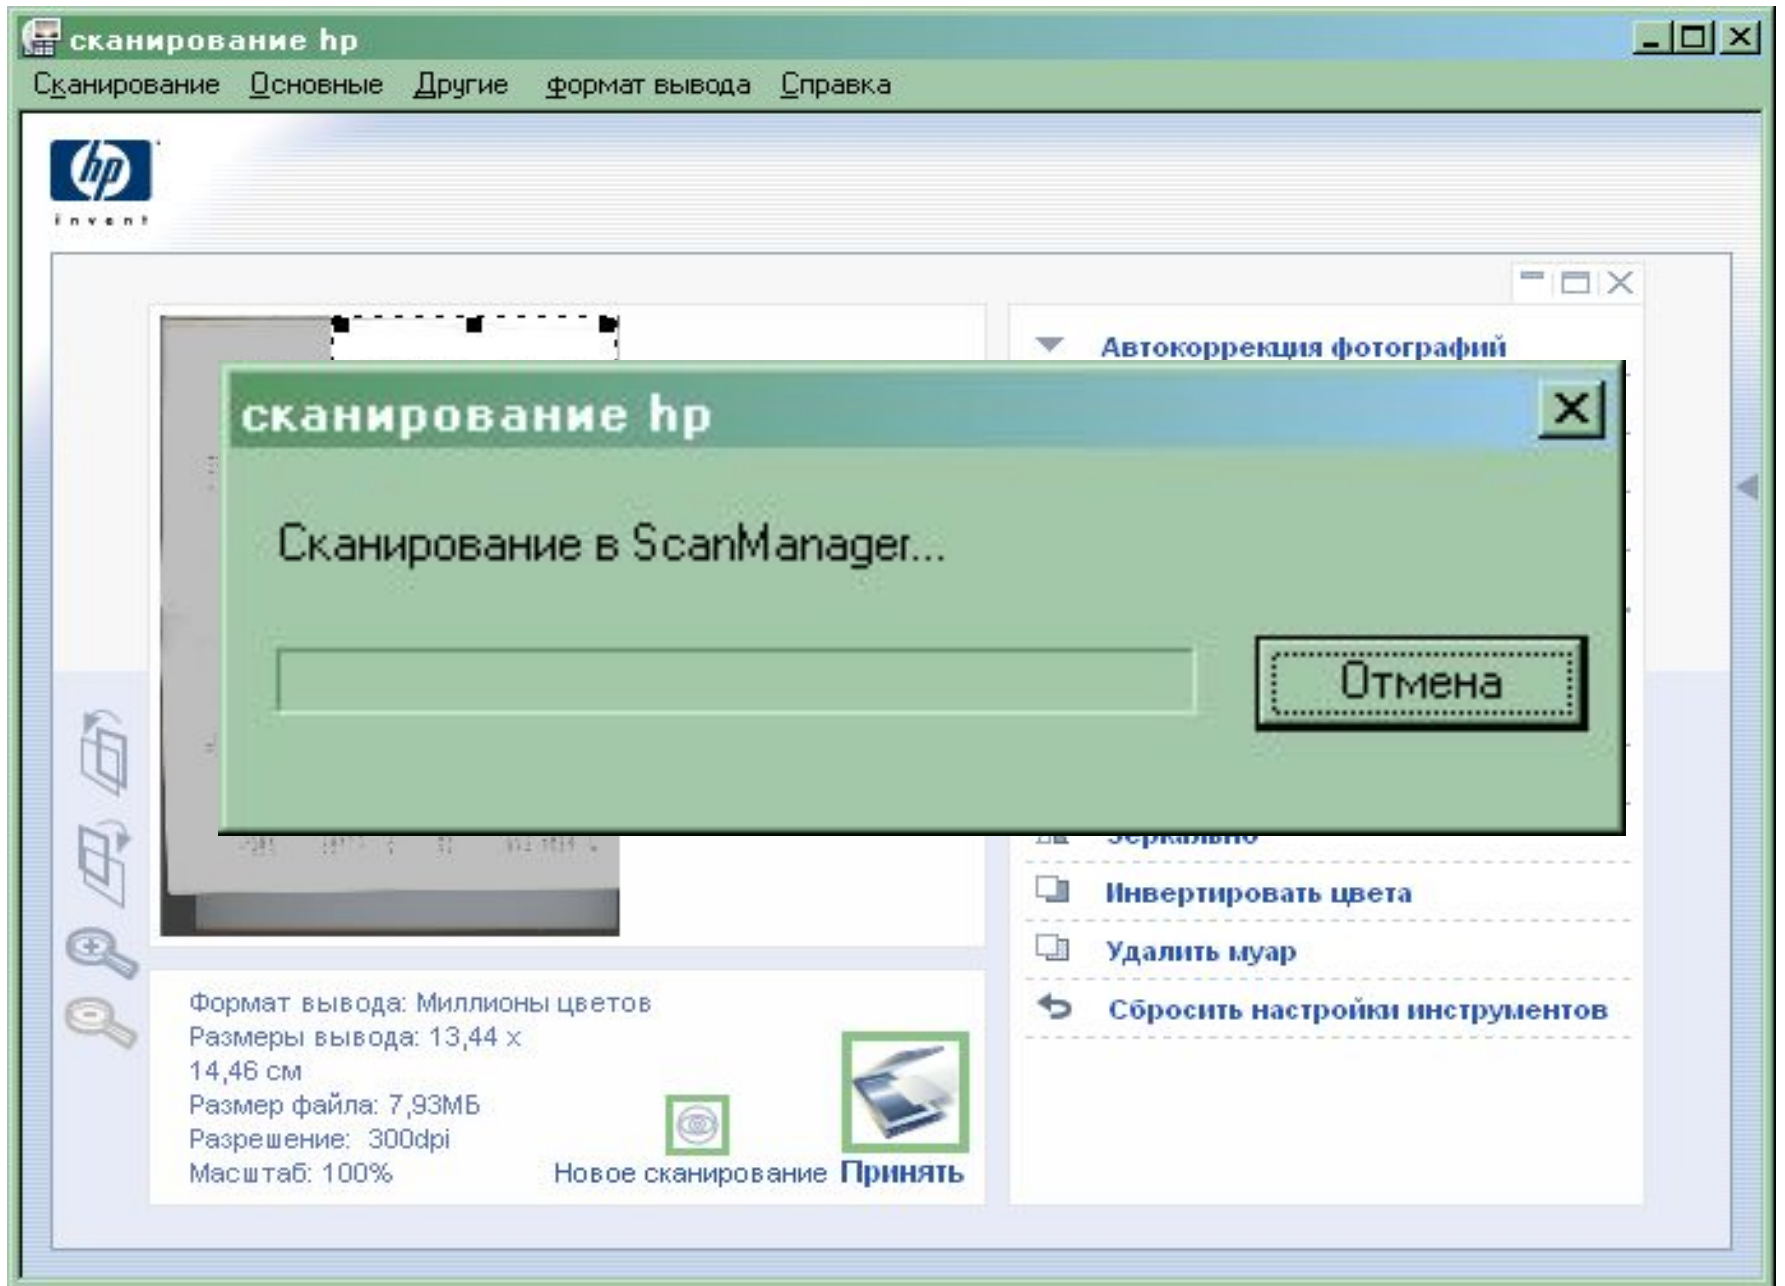 сканирование hp
Сканирование Основные Другие формат вывода Справка
hp
invent
Автокоррекция фотографий
сканирование hp
Сканирование в ScanManager...
Отмена
Зеркально
Инвертировать цвета
Удалить муар
Сбросить настройки инструментов
Формат вывода: Миллионы цветов
Размеры вывода: 13,44 x
14,46 см
Размер файла: 7,93МБ
Разрешение: 300dpi
Масштаб: 100%
Новое сканирование Принять